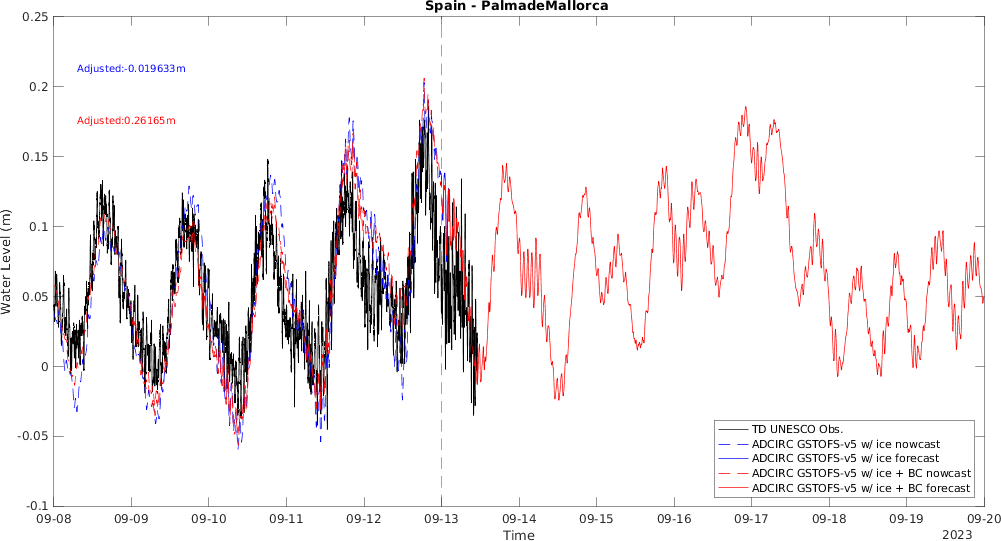 Spain - PalmadeMallorca
0.25
0.2
0.15
0.1
0.05
0
-0.05
-0.1
Water Level (m)
Adjusted:-0.019633m
Adjusted:0.26165m
TD UNESCO Obs.
ADCIRC GSTOFS-v5 w/ ice nowcast
ADCIRC GSTOFS-v5 w/ ice forecast
ADCIRC GSTOFS-v5 w/ ice + BC nowcast
ADCIRC GSTOFS-v5 w/ ice + BC forecast
09-08 09-09 09-10 09-11 09-12 09-13 09-14 09-15 09-16 09-17 09-18 09-19 09-20
Time
2023